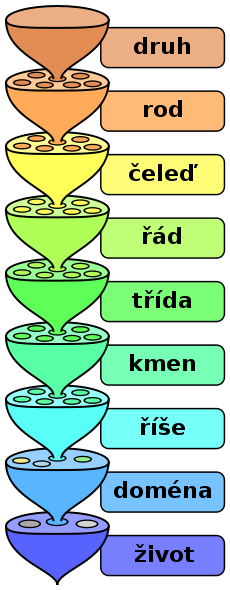 druh
rod
čeleď
řád
třída
kmen
říše
doména
život